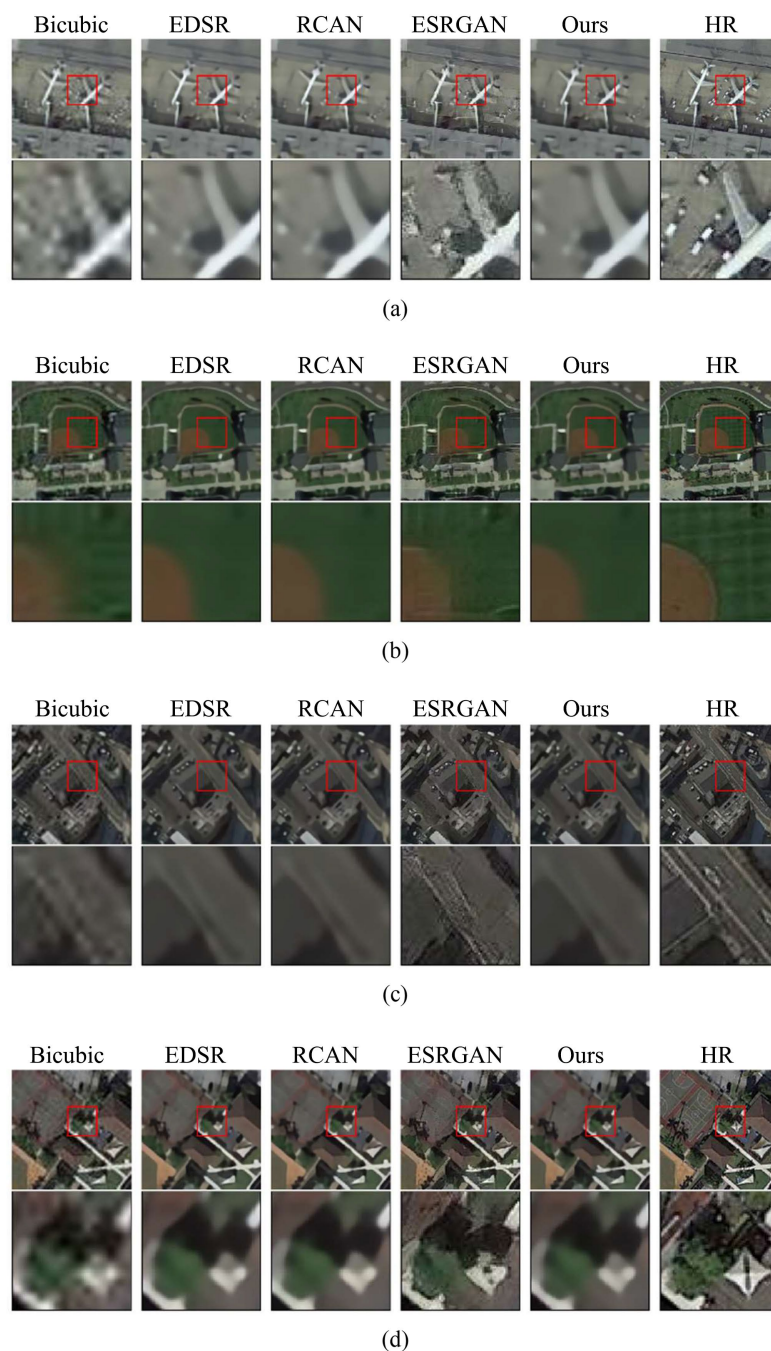 Bicubic EDSR RCAN ESRGAN Ours HR
(a)
Bicubic EDSR RCAN ESRGAN Ours HR
(b)
Bicubic EDSR RCAN ESRGAN Ours HR
(c)
Bicubic EDSR RCAN ESRGAN Ours HR
(d)